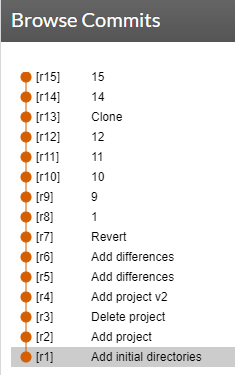 Browse Commits
[r15] 15
[r14] 14
[r13] Clone
[r12] 12
[r11] 11
[r10] 10
[r9] 9
[r8] 1
[r7] Revert
[r6] Add differences
[r5] Add differences
[r4] Add project v2
[r3] Delete project
[r2] Add project
[r1] Add initial directories